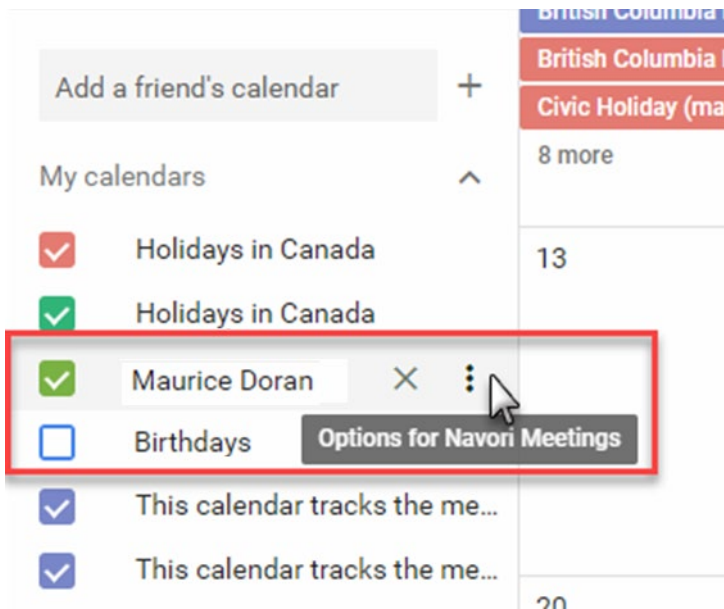 British Columbia
Add a friend's calendar
British Columbia
Civic Holiday (ma
8 more
My calendars
Holidays in Canada
13
Holidays in Canada
Maurice Doran
Birthdays
Options for Navori Meetings
This calendar tracks the me...
This calendar tracks the me...
20